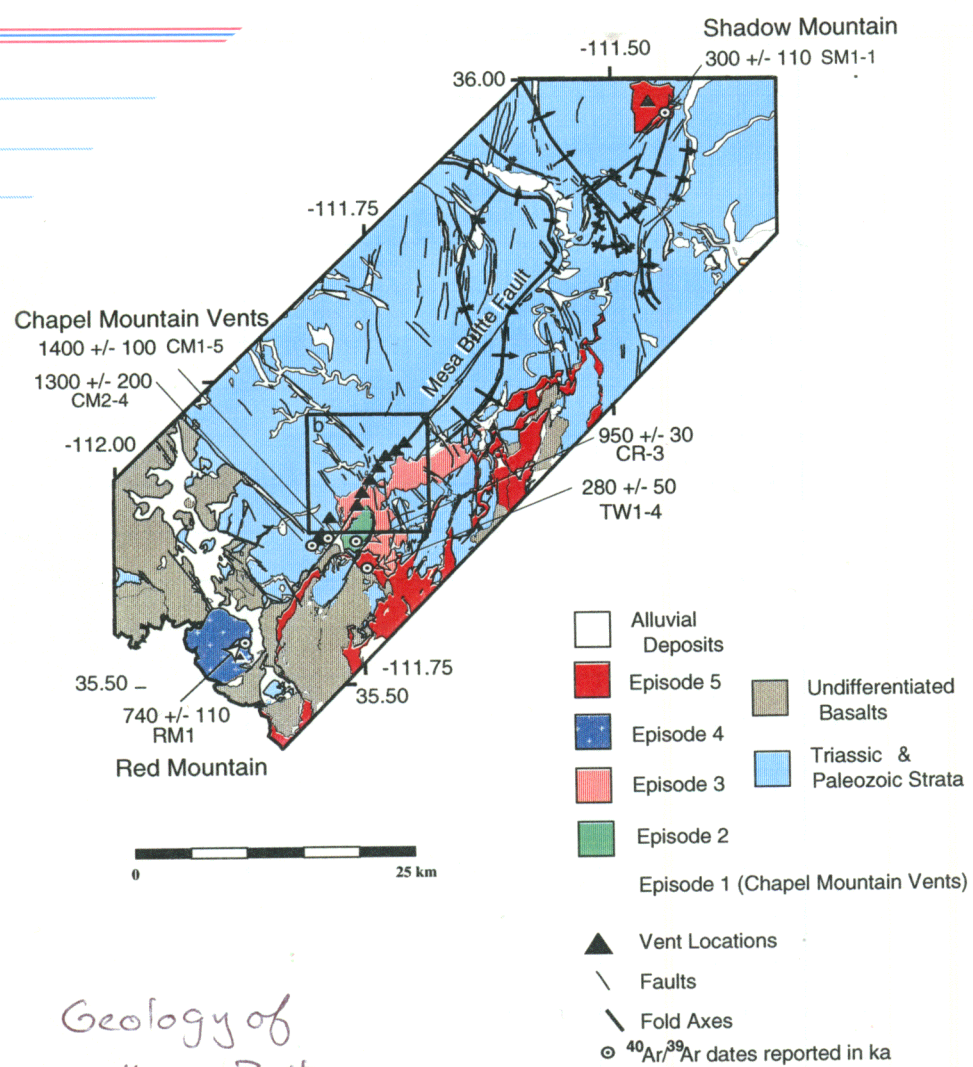 Shadow Mountain
-111.50
300 +/- 110 SM1-1
36.00
-111.75
Chapel Mountain Vents
1400 +/- 100 CM1-5
1300 +/- 200
CM2-4
-112.00
Mesa Butte Fault
b
950 +/- 30
CR-3
280 +/- 50
TW1-4
-111.75
35.50
35.50
740 +/- 110
RM1
Red Mountain
0
25 km
Alluvial
Deposits
Episode 5
Episode 4
Episode 3
Episode 2
Undifferentiated
Basalts
Triassic &
Paleozoic Strata
Episode 1 (Chapel Mountain Vents)
Vent Locations
Faults
Fold Axes
40Ar/39Ar dates reported in ka
Geology of